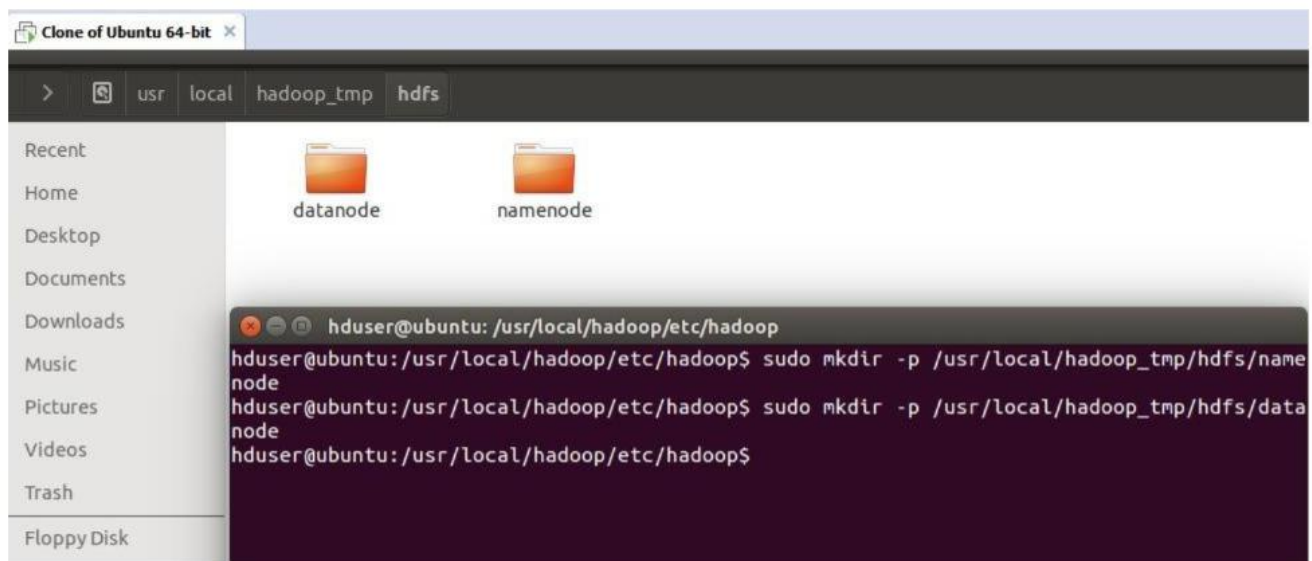 Clone of Ubuntu 64-bit ×
> usr local hadoop_tmp hdfs
Recent
Home
Desktop
Documents
Downloads
Music
Pictures
Videos
Trash
Floppy Disk
datanode namenode
hduser@ubuntu: /usr/local/hadoop/etc/hadoop
hduser@ubuntu:/usr/local/hadoop/etc/hadoop$ sudo mkdir -p /usr/local/hadoop_tmp/hdfs/name
node
hduser@ubuntu:/usr/local/hadoop/etc/hadoop$ sudo mkdir -p /usr/local/hadoop_tmp/hdfs/data
node
hduser@ubuntu:/usr/local/hadoop/etc/hadoop$